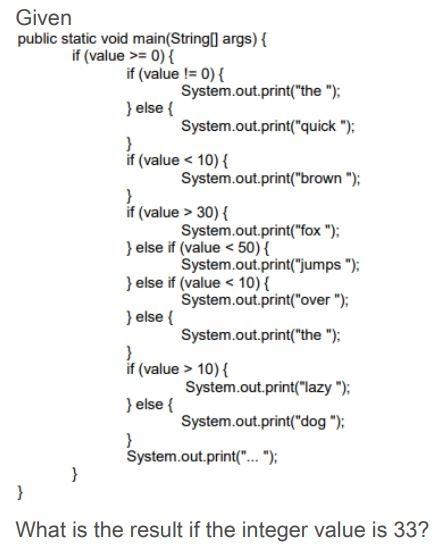 Given
public static void main(String[] args) {
if (value >= 0) {
if (value != 0) {
System.out.print("the ");
} else {
System.out.print("quick ");
}
if (value < 10) {
System.out.print("brown ");
}
if (value > 30) {
System.out.print("fox ");
} else if (value < 50) {
System.out.print("jumps ");
} else if (value < 10) {
System.out.print("over ");
} else {
System.out.print("the ");
}
if (value > 10) {
System.out.print("lazy ");
} else {
System.out.print("dog ");
}
System.out.print("... ");
}
}
What is the result if the integer value is 33?